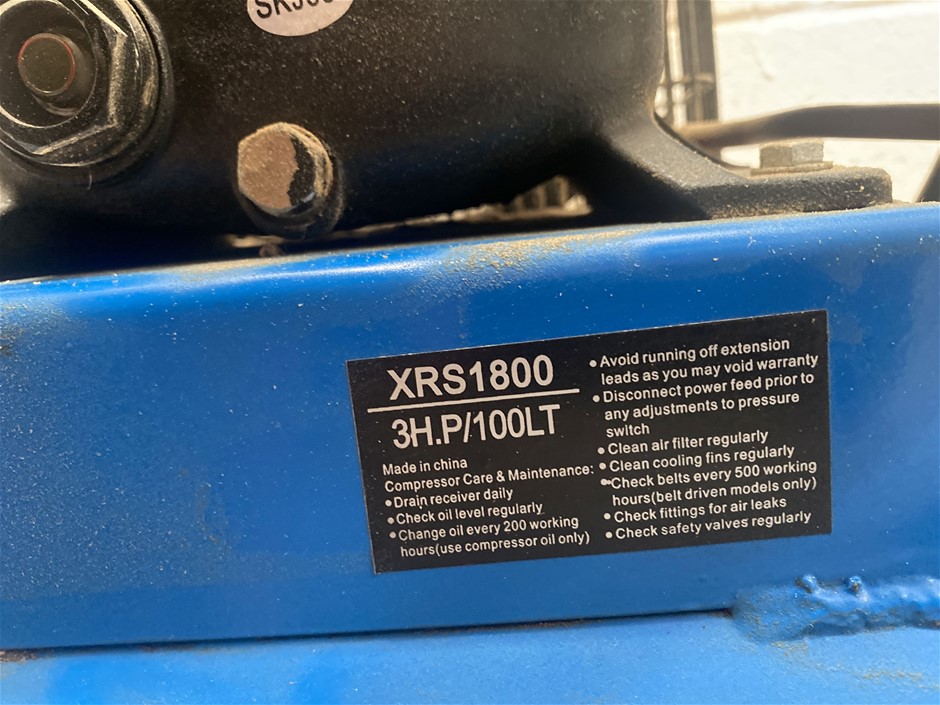 XRS1800
3H.P/100LT
Made in china
Compressor Care & Maintenance:
•Drain receiver daily
•Check oil level regularly
•Change oil every 200 working
hours(use compressor oil only)
•Avoid running off extension
leads as you may void warranty
•Disconnect power feed prior to
any adjustments to pressure
switch
•Clean air filter regularly
•Clean cooling fins regularly
•Check belts every 500 working
hours(belt driven models only)
•Check fittings for air leaks
•Check safety valves regularly